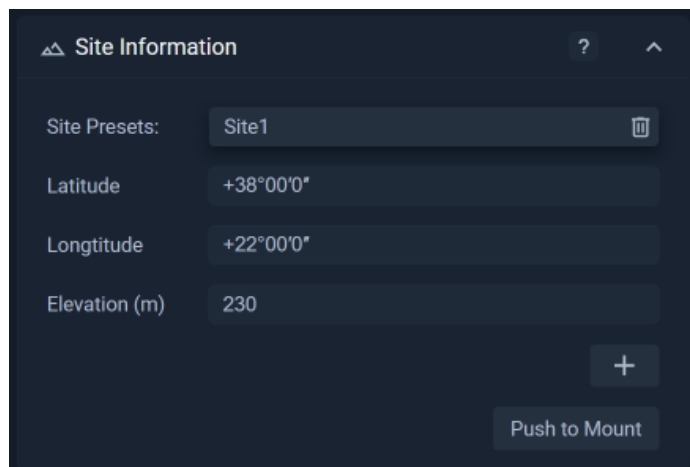 Site Information ?
Site Presets: Site1
Latitude +38°00'0"
Longtitude +22°00'0"
Elevation (m) 230
+
Push to Mount